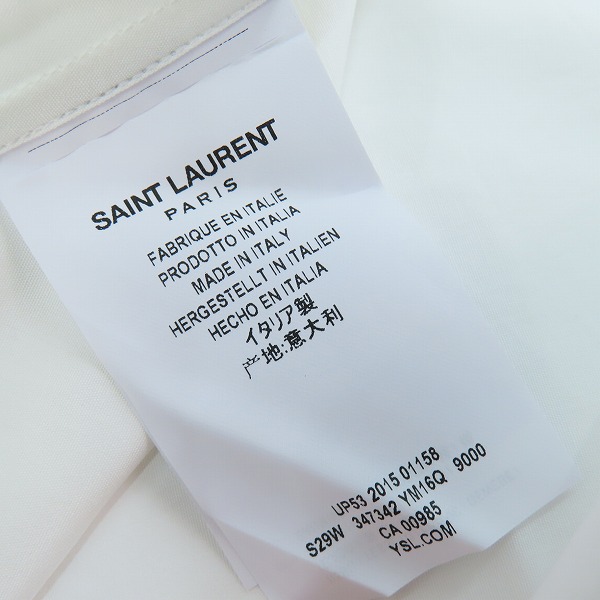 SAINT LAURENT
PARIS
FABRIQUE EN ITALIE
PRODOTTO IN ITALIA
MADE IN ITALY
HERGESTELLT IN ITALIEN
HECHO EN ITALIA
イタリア製
产地:意大利
UP53 2015 01158
S29W 347342 YM16Q 9000
CA 00985
YSL.COM